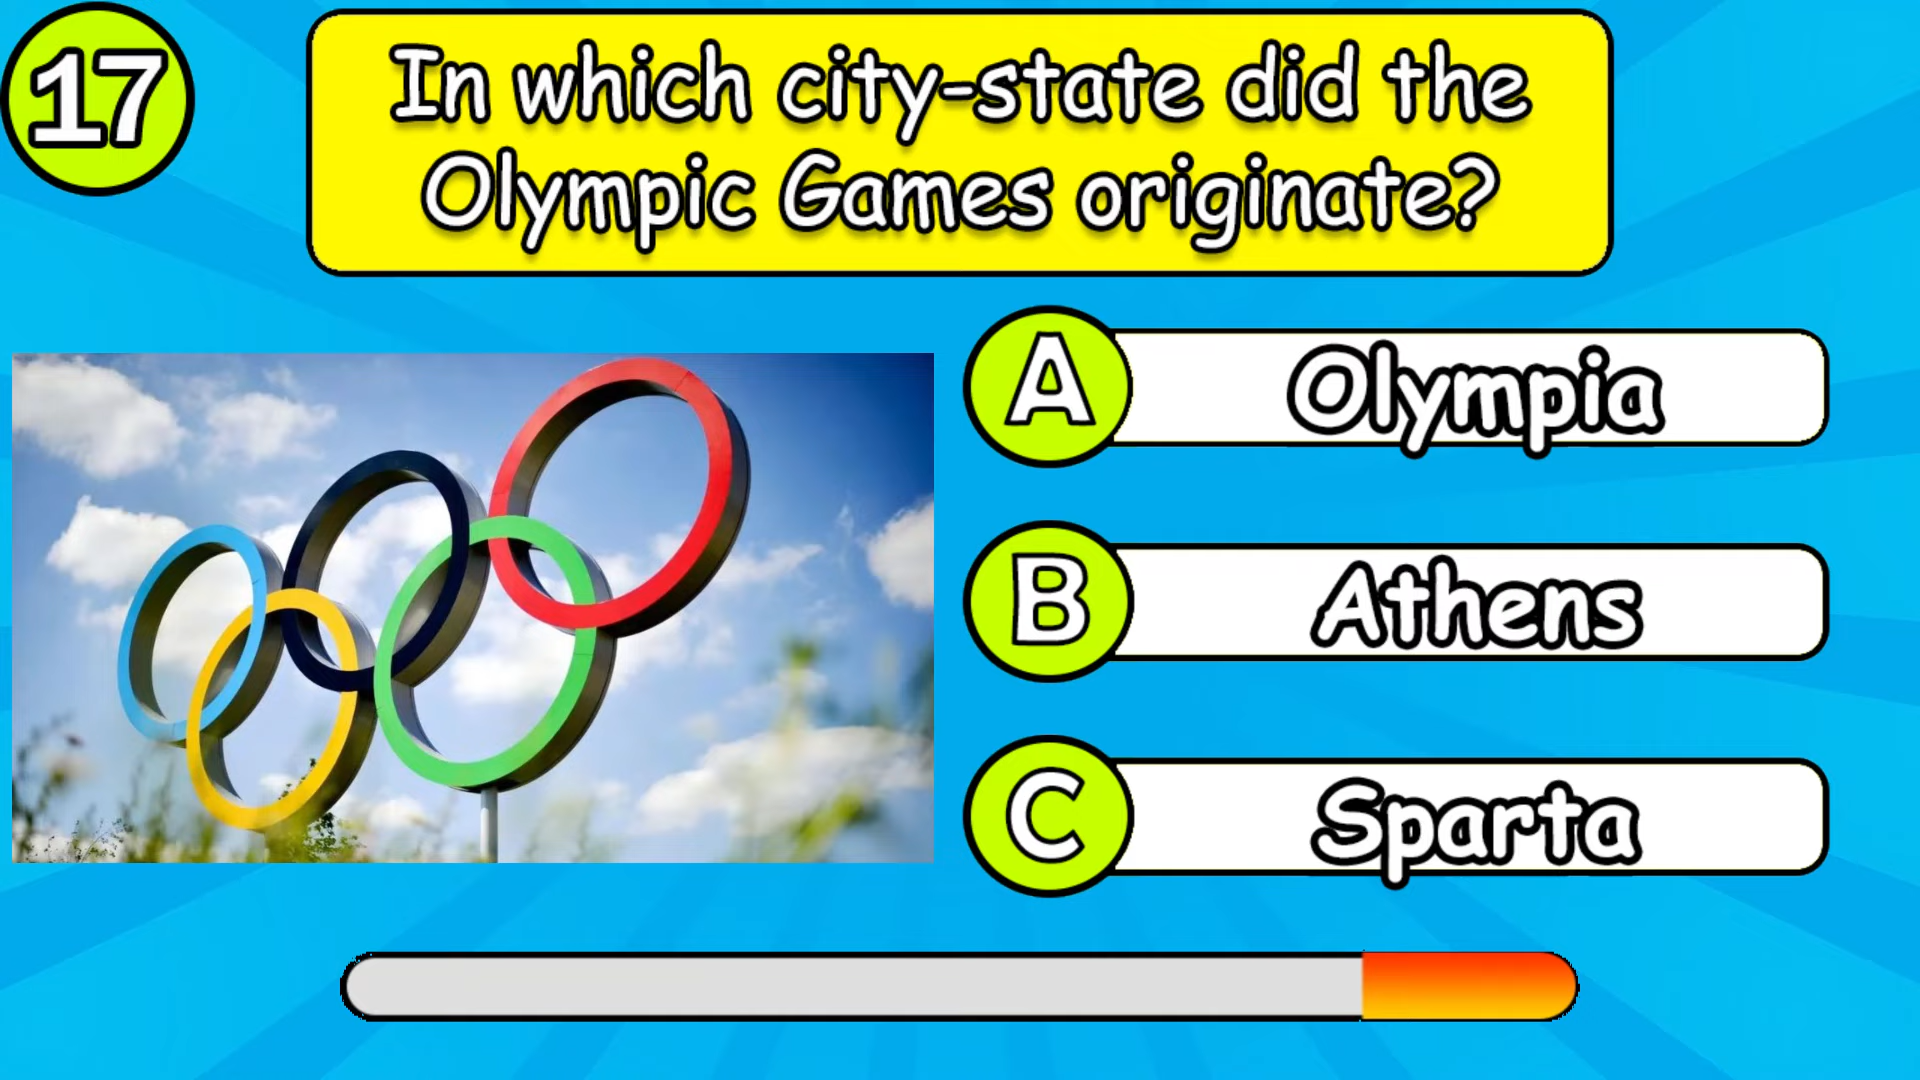 17
In which city-state did the
Olympic Games originate?
A
Olympia
B
Athens
C
Sparta